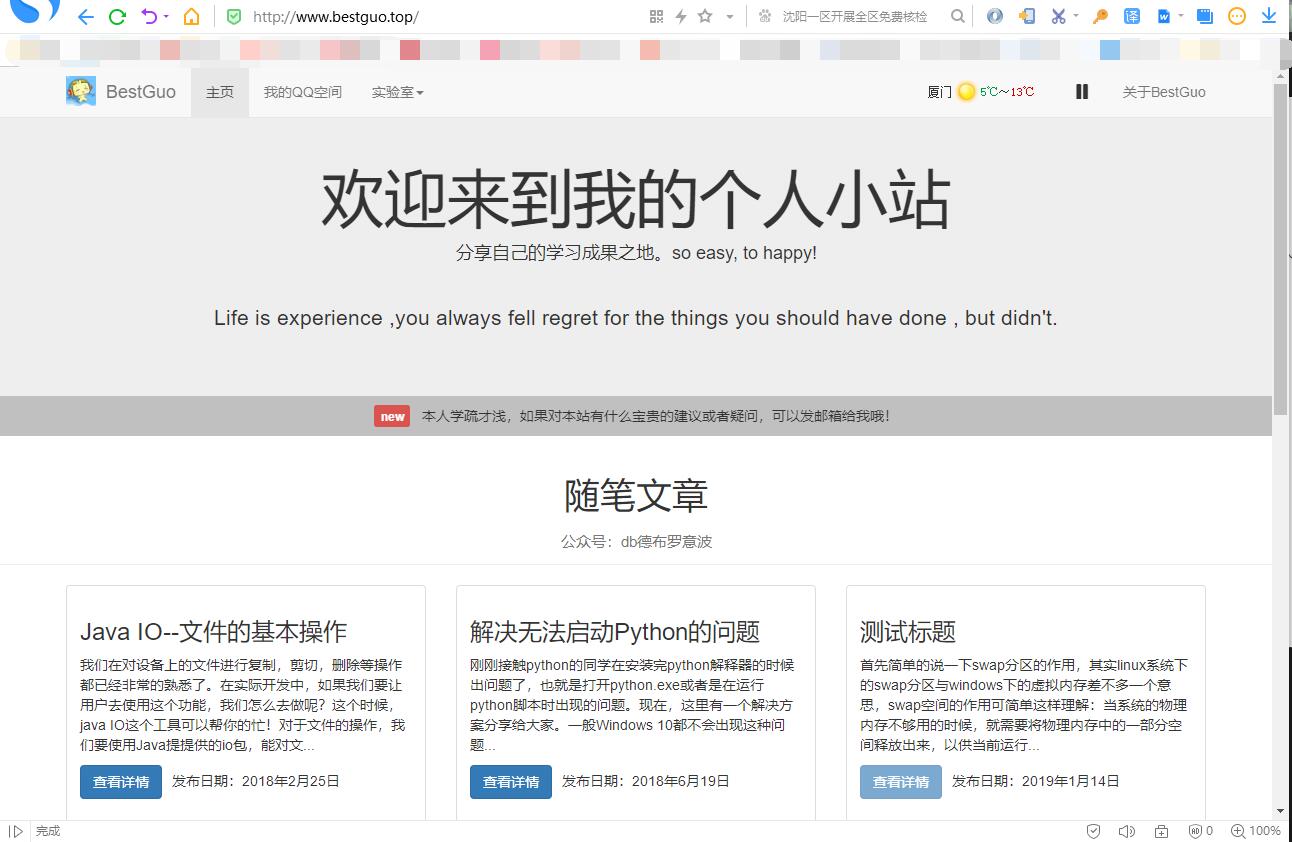 http://www.bestguo.top/
沈阳一区开展全区免费核检
BestGuo 主页 我的QQ空间 实验室 厦门 5℃~13℃ 关于BestGuo
欢迎来到我的个人小站
分享自己的学习成果之地。so easy, to happy!
Life is experience ,you always fell regret for the things you should have done , but didn't.
new 本人学疏才浅，如果对本站有什么宝贵的建议或者疑问，可以发邮箱给我哦！
随笔文章
公众号：db德布罗意波
Java IO--文件的基本操作
我们在对设备上的文件进行复制，剪切，删除等操作
都已经非常的熟悉了。在实际开发中，如果我们要让
用户去使用这个功能，我们怎么去做呢？这个时候，
java IO这个工具可以帮你的忙！对于文件的操作，我
们要使用Java提提供的io包，能对文...
查看详情 发布日期：2018年2月25日
解决无法启动Python的问题
刚刚接触python的同学在安装完python解释器的时候
出问题了，也就是打开python.exe或者是在运行
python脚本时出现的问题。现在，这里有一个解决方
案分享给大家。一般Windows 10都不会出现这种问
题...
查看详情 发布日期：2018年6月19日
测试标题
首先简单的说一下swap分区的作用，其实linux系统下
的swap分区与windows下的虚拟内存差不多一个意
思，swap空间的作用可简单这样理解：当系统的物理
内存不够用的时候，就需要将物理内存中的一部分空
间释放出来，以供当前运行...
查看详情 发布日期：2019年1月14日
完成 0 100%